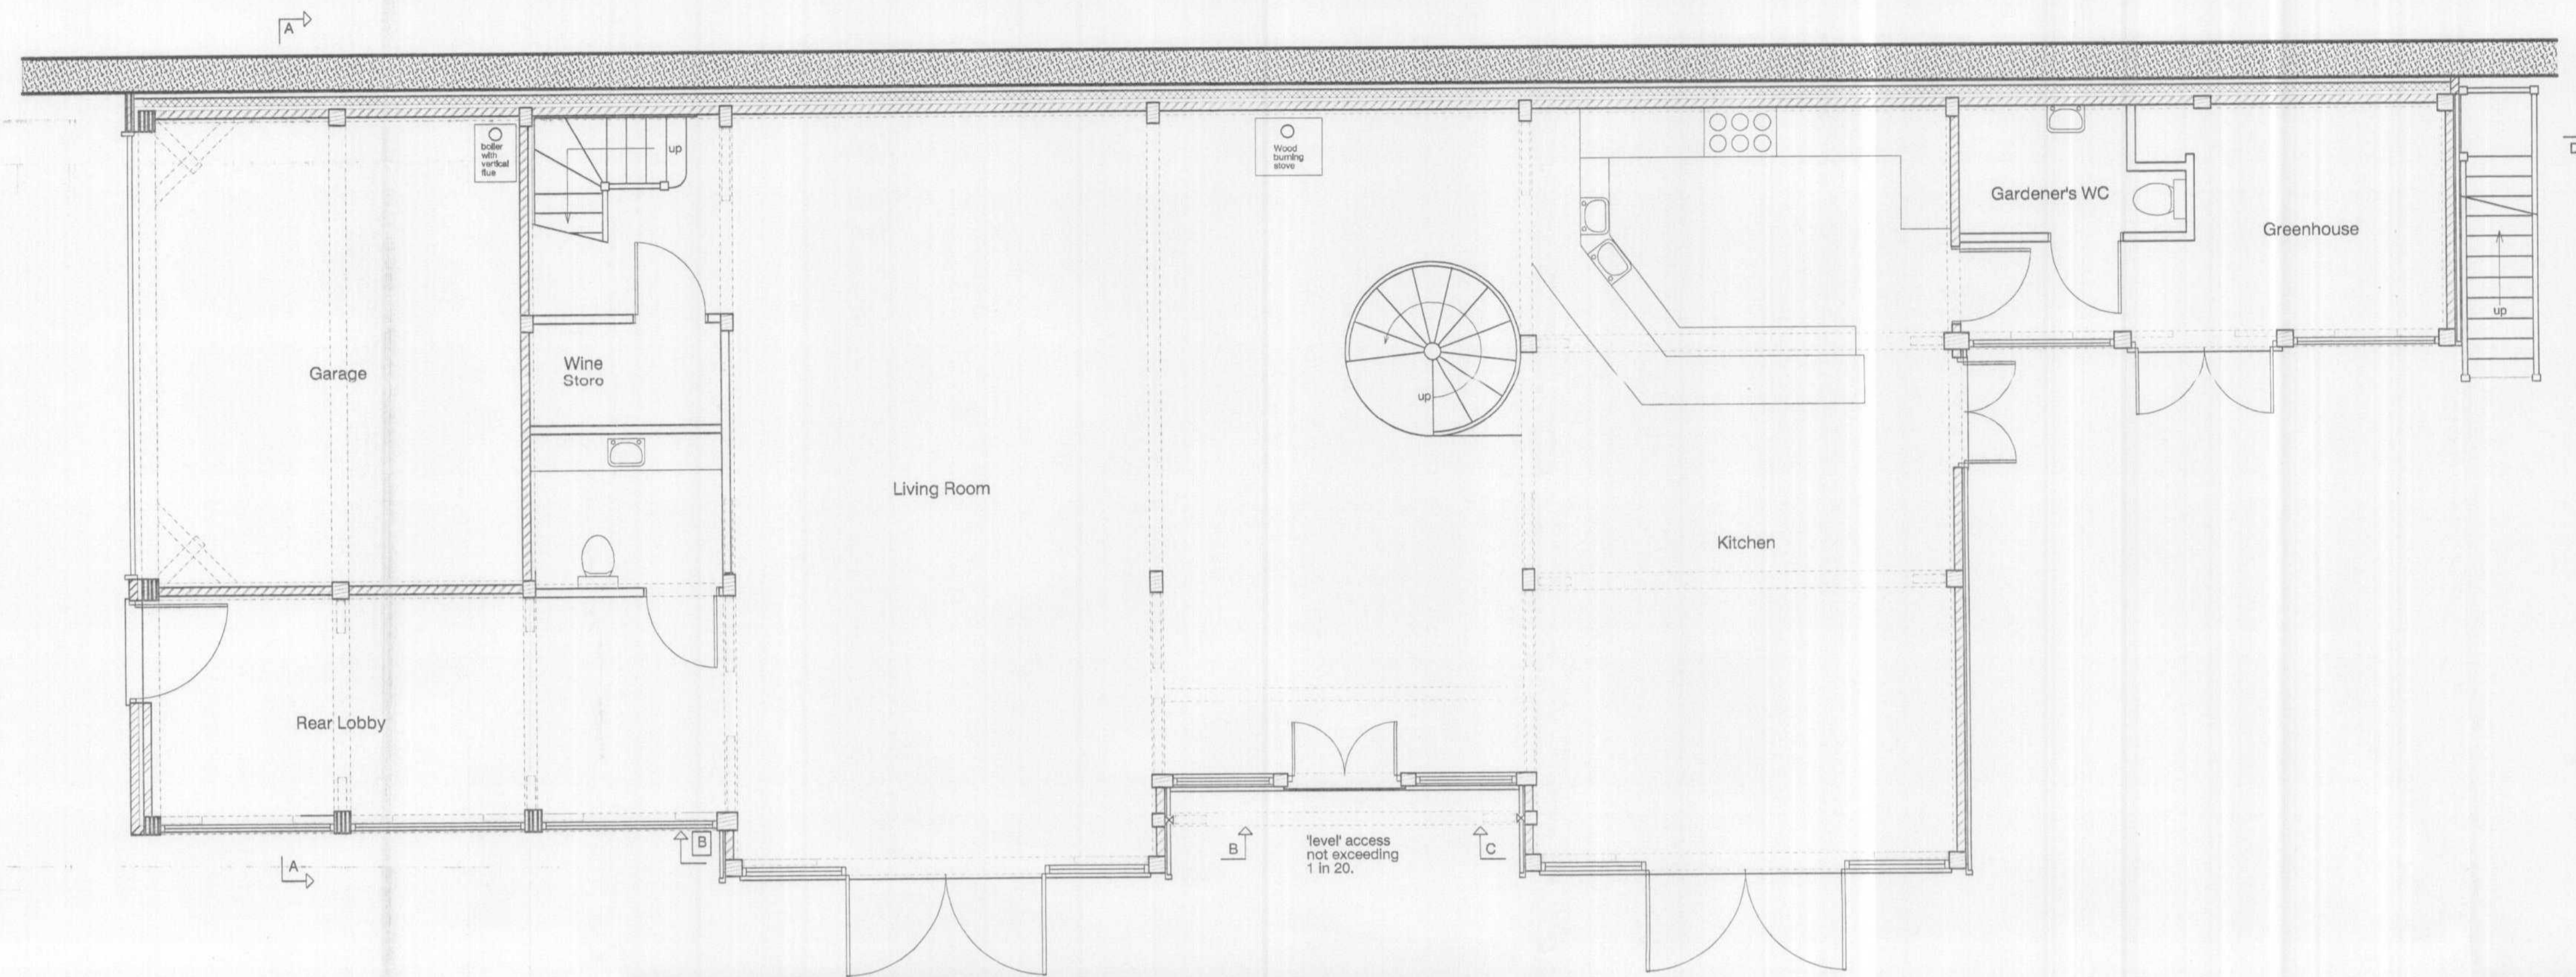 A
boiler
with
vertical
flue
up
Wood
burning
stove
Gardener's WC
Greenhouse
up
Garage
Wine
Store
up
Living Room
Kitchen
Rear Lobby
B
B
'level' access
not exceeding
1 in 20.
C
A